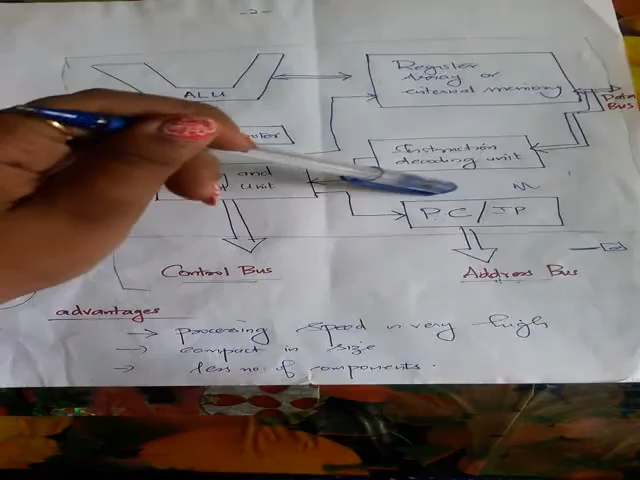 -2-
ALU
Register
Array or
internal memory
Data
Bus
Instruction
decoding unit
and
unit
P.C/IP
Control Bus
Address Bus
advantages
→ processing speed is very high
→ compact in size
→ less no. of components.